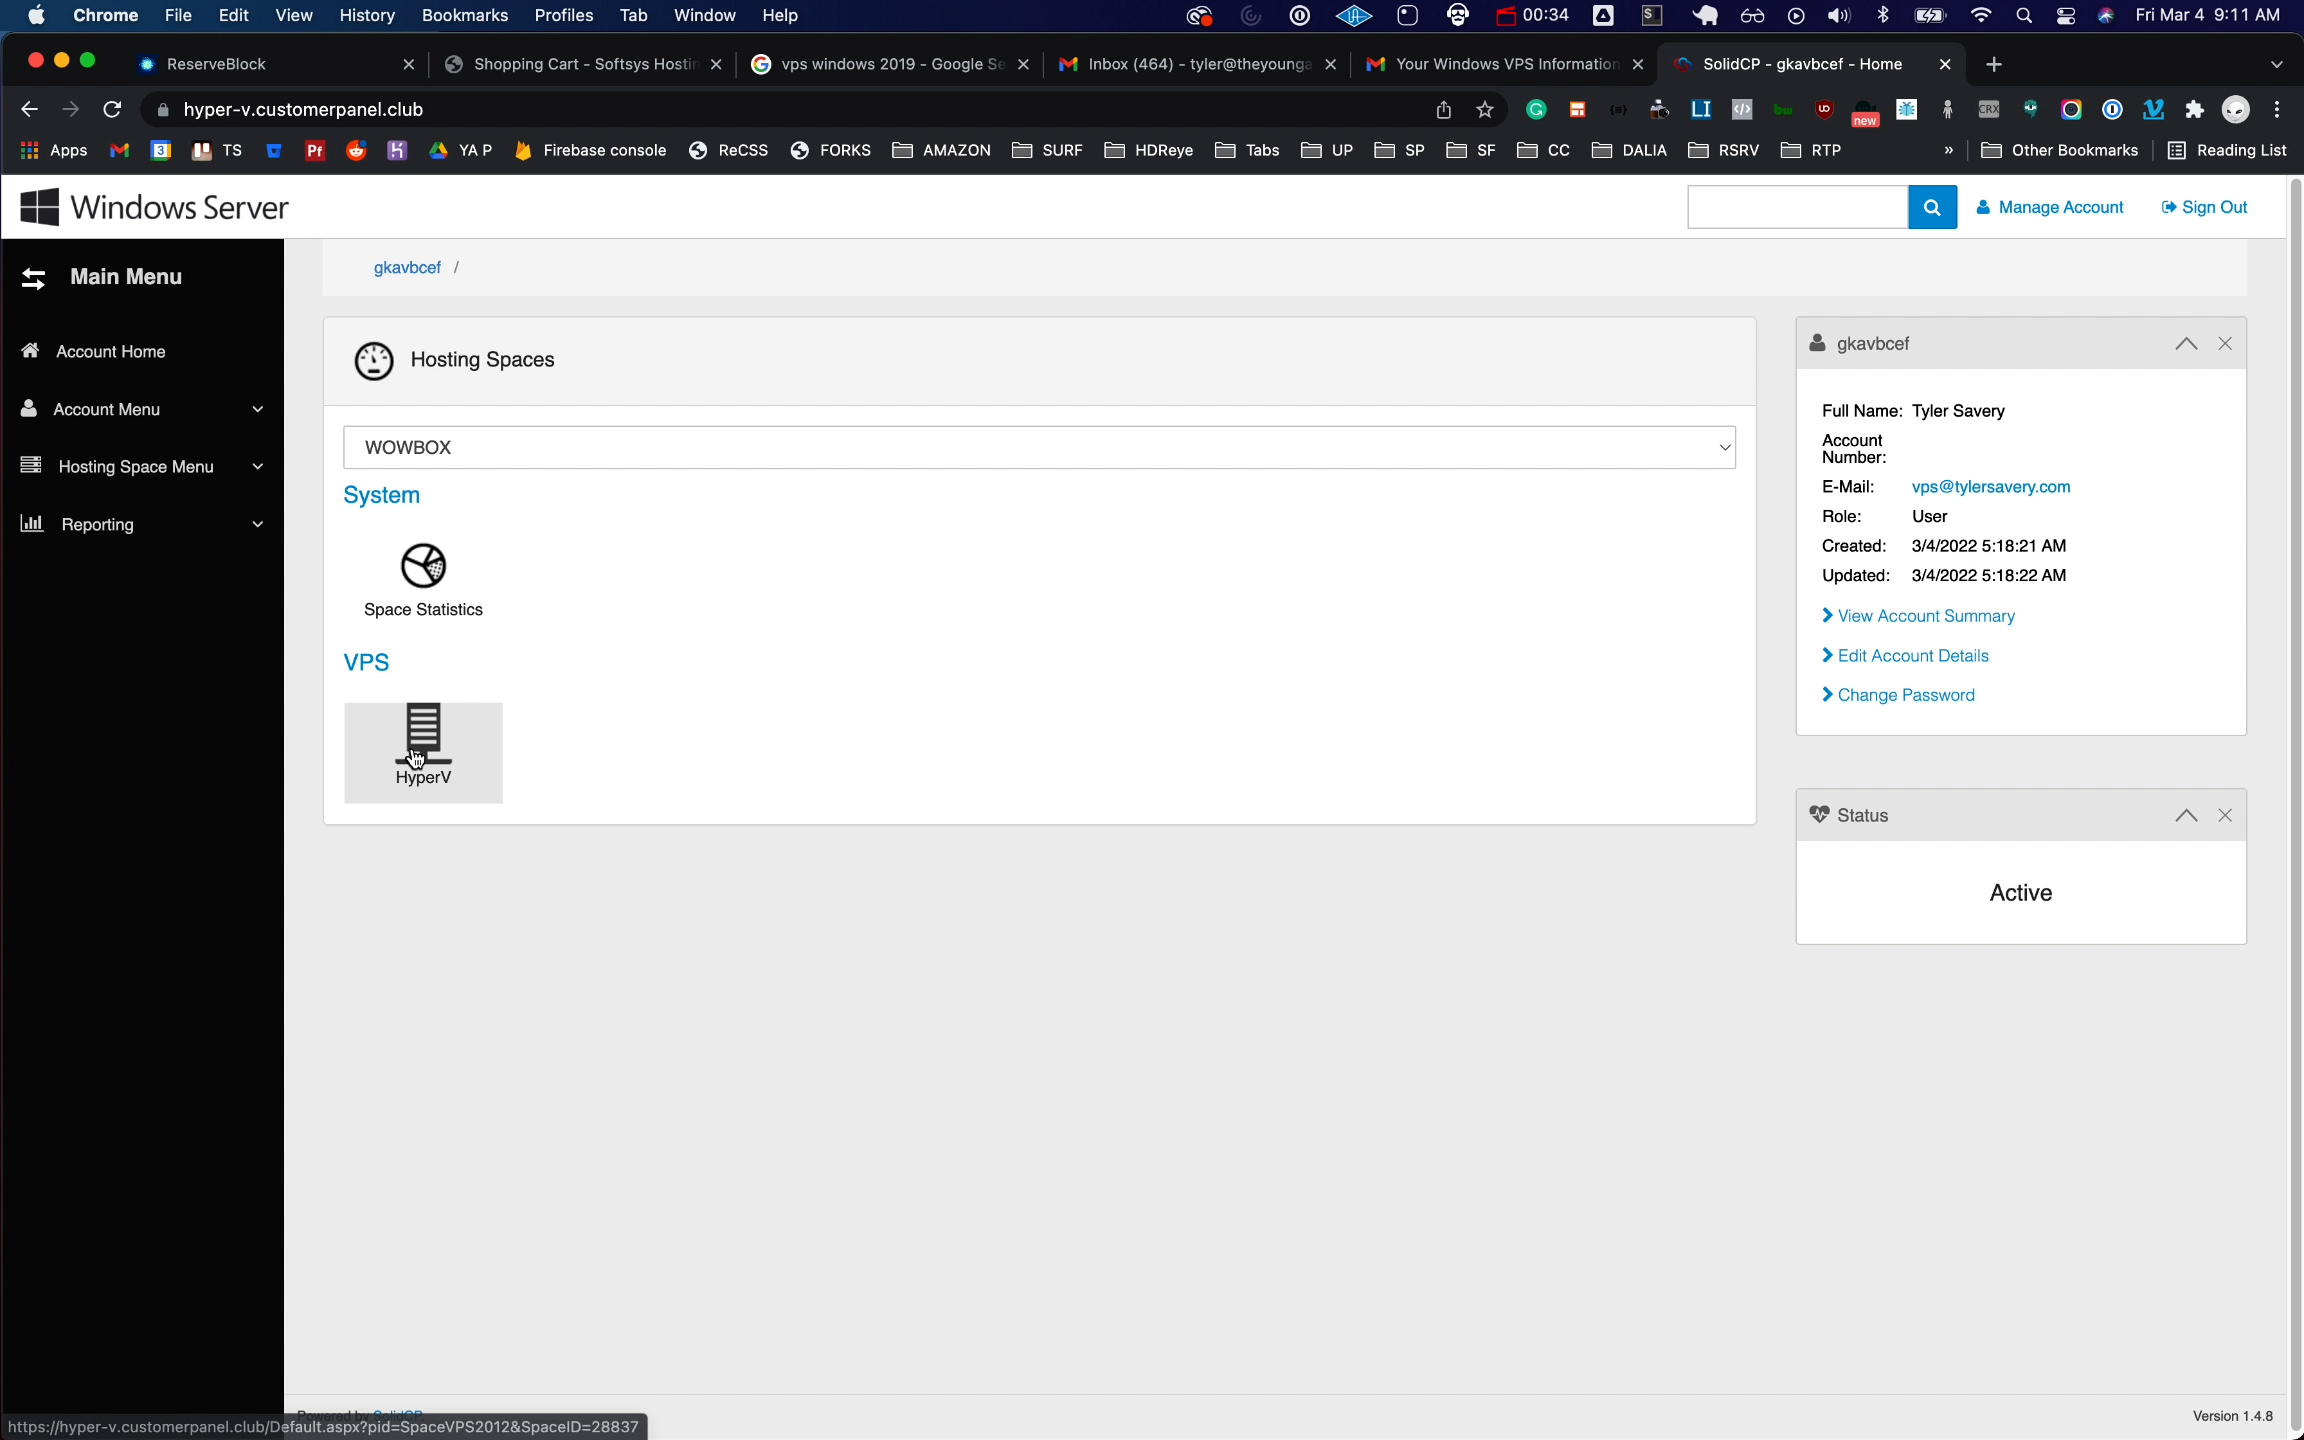 Chrome File Edit View History Bookmarks Profiles Tab Window Help 00:34 Fri Mar 4 9:11 AM
ReserveBlock Shopping Cart - Softsys Hostin vps windows 2019 - Google Se Inbox (464) - tyler@theyounga Your Windows VPS Information SolidCP - gkavbcef - Home
hyper-v.customerpanel.club new
Apps TS YA P Firebase console ReCSS FORKS AMAZON SURF HDReye Tabs UP SP SF CC DALIA RSRV RTP » Other Bookmarks Reading List
Windows Server Manage Account Sign Out
Main Menu
gkavbcef /
Account Home
Account Menu
Hosting Space Menu
Reporting
Hosting Spaces
WOWBOX
System
Space Statistics
VPS
HyperV
gkavbcef
Full Name: Tyler Savery
Account
Number:
E-Mail: vps@tylersavery.com
Role: User
Created: 3/4/2022 5:18:21 AM
Updated: 3/4/2022 5:18:22 AM
View Account Summary
Edit Account Details
Change Password
Status
Active
Powered by SolidCP
Version 1.4.8
https://hyper-v.customerpanel.club/Default.aspx?pid=SpaceVPS2012&SpaceID=28837